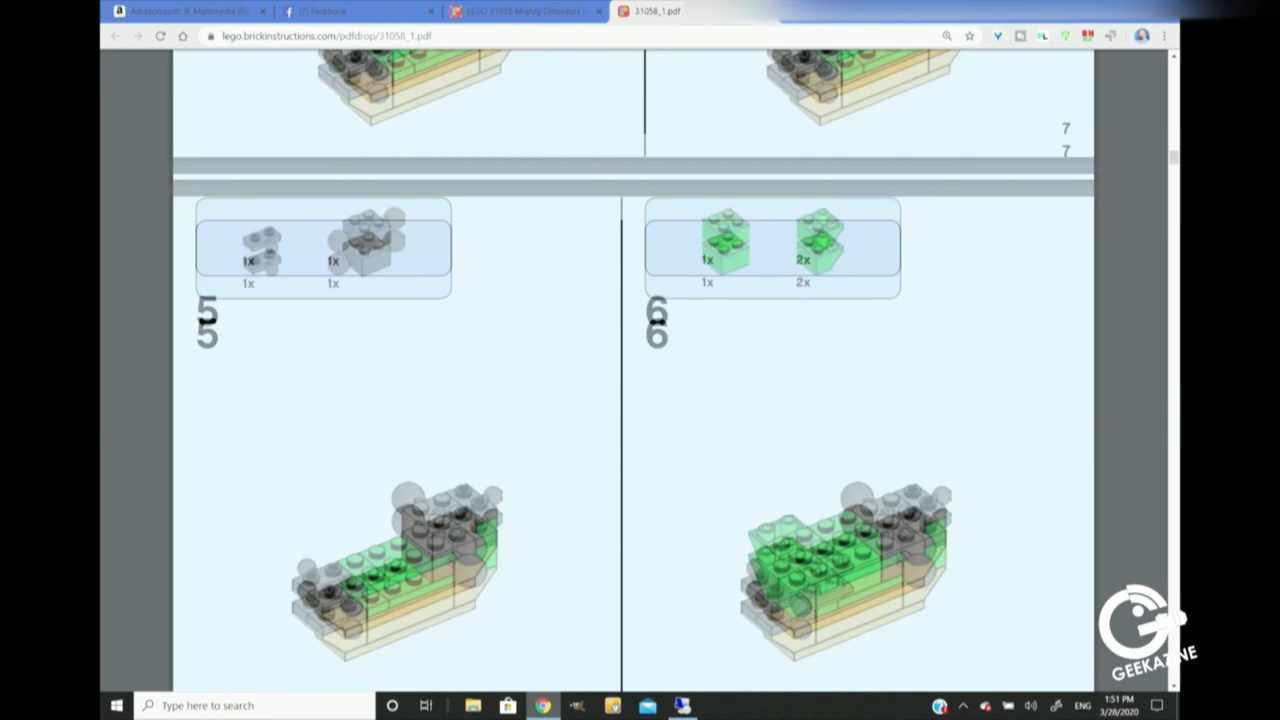 Amazon.com: IK Multimedia iRi
(7) Facebook
LEGO 31058 Mighty Dinosaurs
31058_1.pdf
lego.brickinstructions.com/pdfdrop/31058_1.pdf
7
7
1x 1x
1x 1x
5
5
1x 2x
1x 2x
6
6
GEEKAZINE
Type here to search
ENG
1:51 PM
3/28/2020